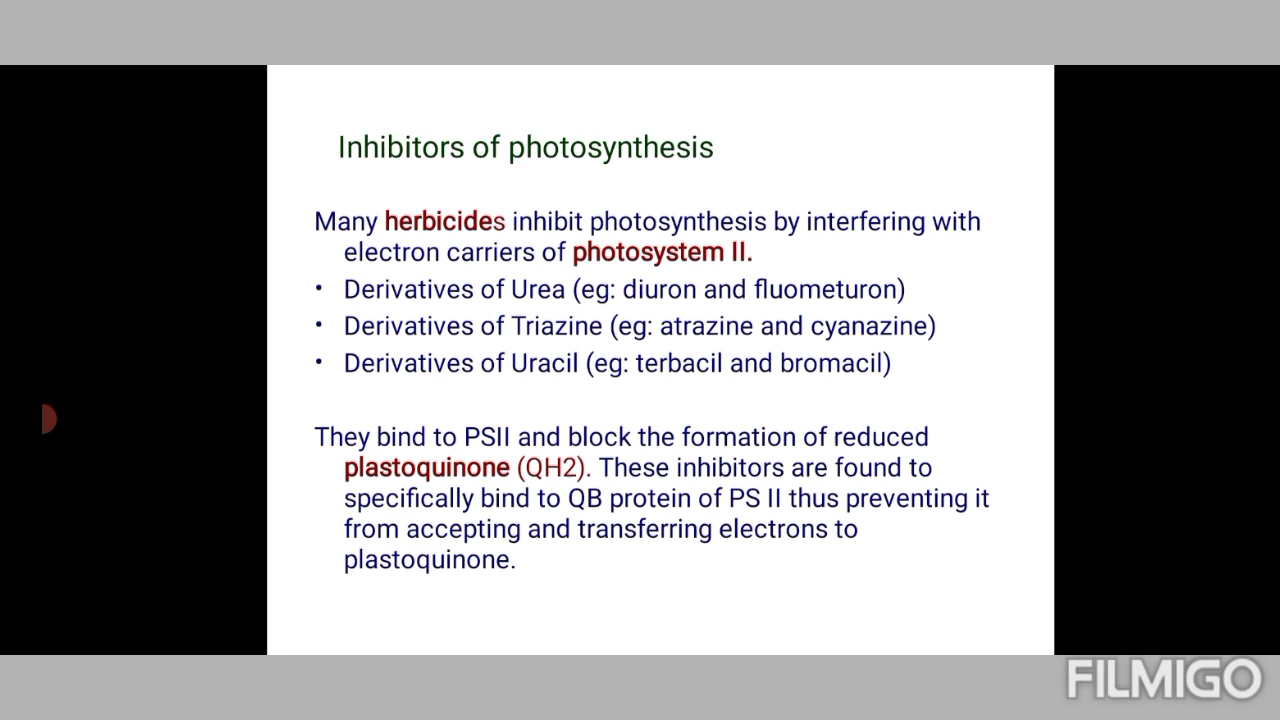 Inhibitors of photosynthesis
Many herbicides inhibit photosynthesis by interfering with
electron carriers of photosystem II.
• Derivatives of Urea (eg: diuron and fluometuron)
• Derivatives of Triazine (eg: atrazine and cyanazine)
• Derivatives of Uracil (eg: terbacil and bromacil)
They bind to PSII and block the formation of reduced
plastoquinone (QH2). These inhibitors are found to
specifically bind to QB protein of PS II thus preventing it
from accepting and transferring electrons to
plastoquinone.
FILMIGO